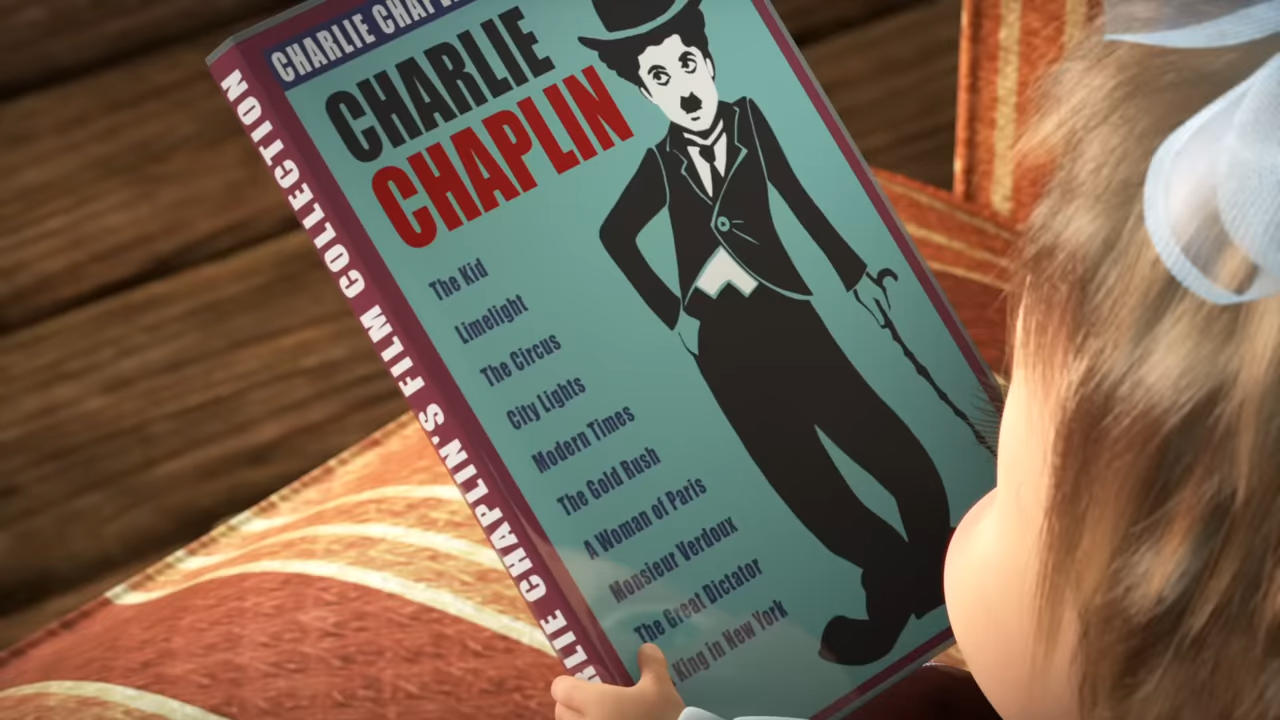 CHARLIE CHAPLIN'S FILM COLLECTION
CHARLIE
CHARLIE
CHAPLIN
The Kid
Limelight
The Circus
City Lights
Modern Times
The Gold Rush
A Woman of Paris
Monsieur Verdoux
The Great Dictator
King in New York